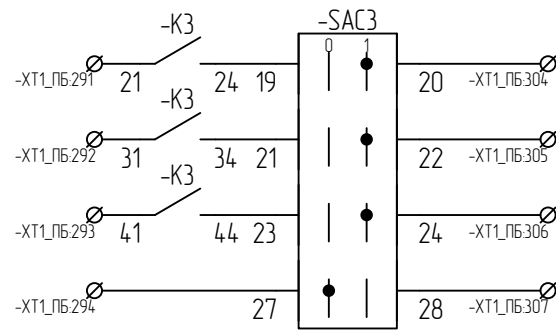 -K3 -SAC3
0 1
-XT1_ПБ:291 21 24 19 20 -XT1_ПБ:304
-K3
-XT1_ПБ:292 31 34 21 22 -XT1_ПБ:305
-K3
-XT1_ПБ:293 41 44 23 24 -XT1_ПБ:306
-XT1_ПБ:294 27 28 -XT1_ПБ:307